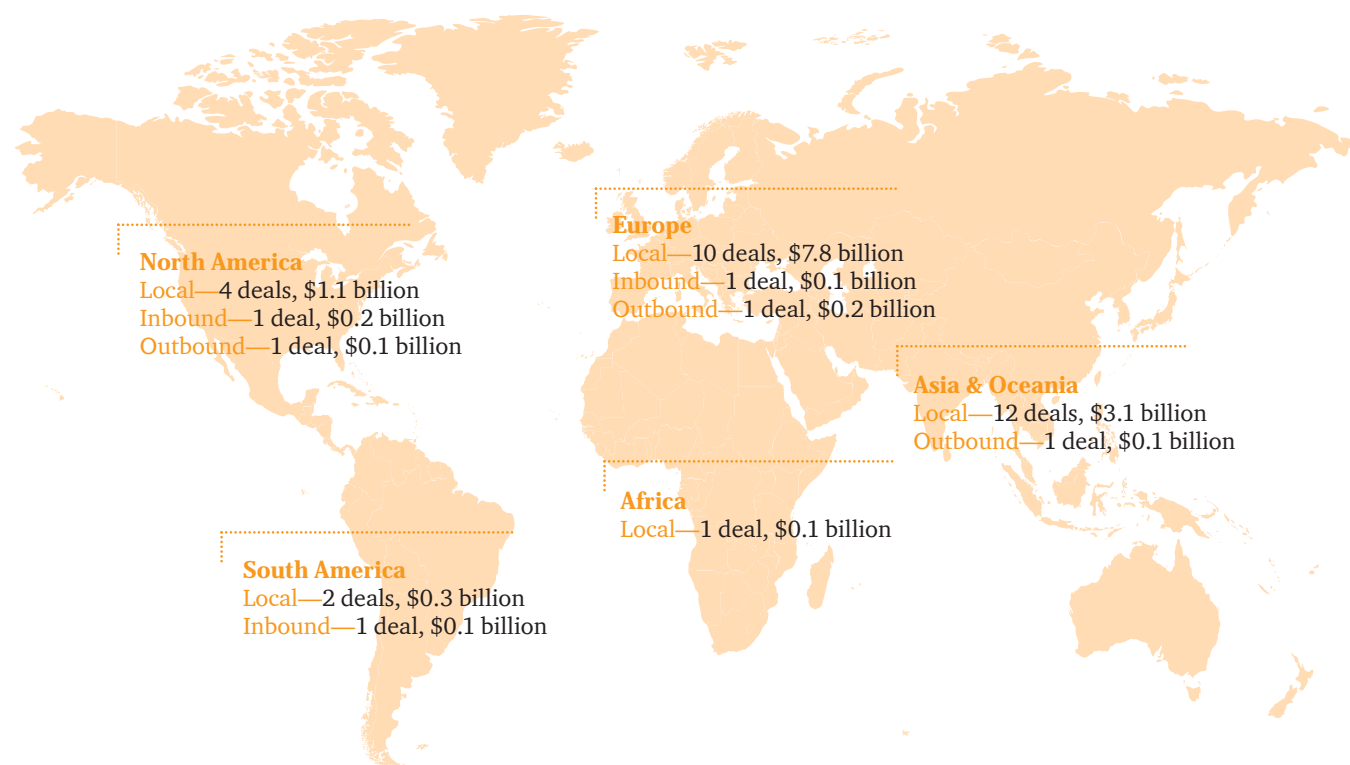 North America
Local—4 deals, $1.1 billion
Inbound—1 deal, $0.2 billion
Outbound—1 deal, $0.1 billion
Europe
Local—10 deals, $7.8 billion
Inbound—1 deal, $0.1 billion
Outbound—1 deal, $0.2 billion
Asia & Oceania
Local—12 deals, $3.1 billion
Outbound—1 deal, $0.1 billion
Africa
Local—1 deal, $0.1 billion
South America
Local—2 deals, $0.3 billion
Inbound—1 deal, $0.1 billion